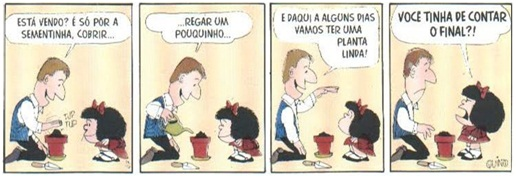 ESTÁ VENDO? É SÓ POR A
SEMENTINHA, COBRIR...
TUP
TUP
...REGAR UM
POUQUINHO...
E DAQUI A ALGUNS DIAS
VAMOS TER UMA
PLANTA
LINDA!
VOCÊ TINHA DE CONTAR
O FINAL?!
QUINO